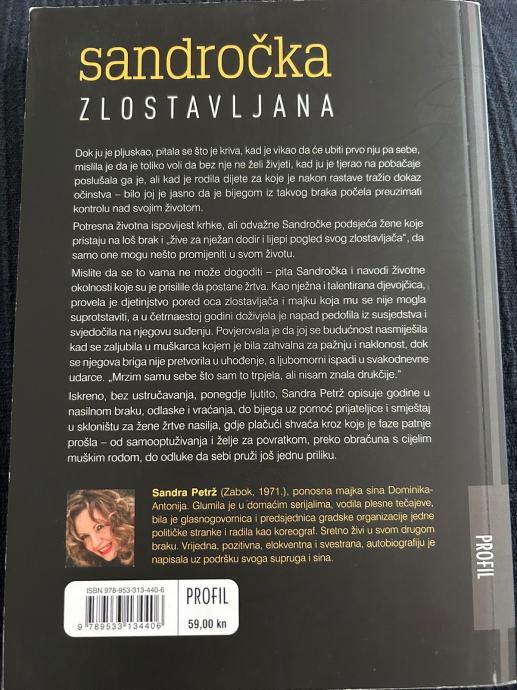 sandročka
ZLOSTAVLJANA
Dok ju je pljuskao, pitala se što je kriva, kad je vikao da će ubiti prvo nju pa sebe,
mislila je da je toliko voli da bez nje ne želi živjeti, kad ju je tjerao na pobačaje
poslušala ga je, ali kad je rodila dijete za koje je nakon rastave tražio dokaz
očinstva – bilo joj je jasno da je bijegom iz takvog braka počela preuzimati
kontrolu nad svojim životom.
Potresna životna ispovijest krhke, ali odvažne Sandročke podsjeća žene koje
pristaju na loš brak i „žive za nježan dodir i lijepi pogled svog zlostavljača“, da
samo one mogu nešto promijeniti u svom životu.
Mislite da se to vama ne može dogoditi – pita Sandročka i navodi životne
okolnosti koje su je prisilile da postane žrtva. Kao nježna i talentirana djevojčica,
provela je djetinjstvo pored oca zlostavljača i majku koja mu se nije mogla
suprotstaviti, a u četrnaestoj godini doživjela je napad pedofila iz susjedstva i
svjedočila na njegovu suđenju. Povjerovala je da joj se budućnost nasmiješila
kad se zaljubila u muškarca kojem je bila zahvalna za pažnju i naklonost, dok
se njegova briga nije pretvorila u uhođenje, a ljubomorni ispadi u svakodnevne
udarce. „Mrzim samu sebe što sam to trpjela, ali nisam znala drukčije.“
Iskreno, bez ustručavanja, ponegdje ljutito, Sandra Petrž opisuje godine u
nasilnom braku, odlaske i vraćanja, do bijega uz pomoć prijateljice i smještaj
u skloništu za žene žrtve nasilja, gdje plačući shvaća kroz koje je faze patnje
prošla – od samooptuživanja i želje za povratkom, preko obračuna s cijelim
muškim rodom, do odluke da sebi pruži još jednu priliku.
Sandra Petrž (Zabok, 1971.), ponosna majka sina Dominika-
Antonija. Glumila je u domaćim serijalima, vodila plesne tečajeve,
bila je glasnogovornica i predsjednica gradske organizacije jedne
političke stranke i radila kao koreograf. Sretno živi u svom drugom
braku. Vrijedna, pozitivna, elokventna i svestrana, autobiografiju je
napisala uz podršku svoga supruga i sina.
PROFIL
ISBN 978-953-313-440-6
9 789533 134406
PROFIL
59,00 kn